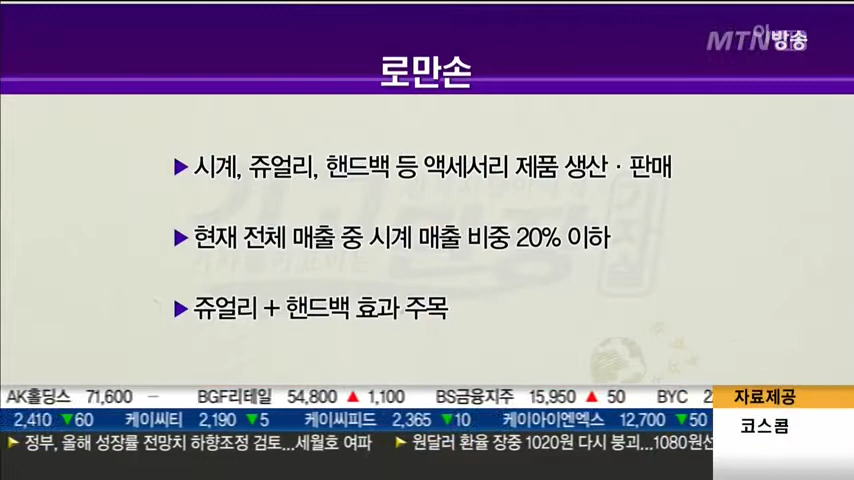 MTN 방송
로만손
▶시계, 쥬얼리, 핸드백 등 액세서리 제품 생산 · 판매
▶현재 전체 매출 중 시계 매출 비중 20% 이하
▶쥬얼리 + 핸드백 효과 주목
AK홀딩스 71,600 – BGF리테일 54,800 ▲ 1,100 BS금융지주 15,950 ▲ 50 BYC
자료제공
2,410 ▼60 케이씨티 2,190 ▼5 케이씨피드 2,365 ▼10 케이아이엔엑스 12,700 ▼50
코스콤
▶ 정부, 올해 성장률 전망치 하향조정 검토...세월호 여파 ▶ 원달러 환율 장중 1020원 다시 붕괴...1080원선